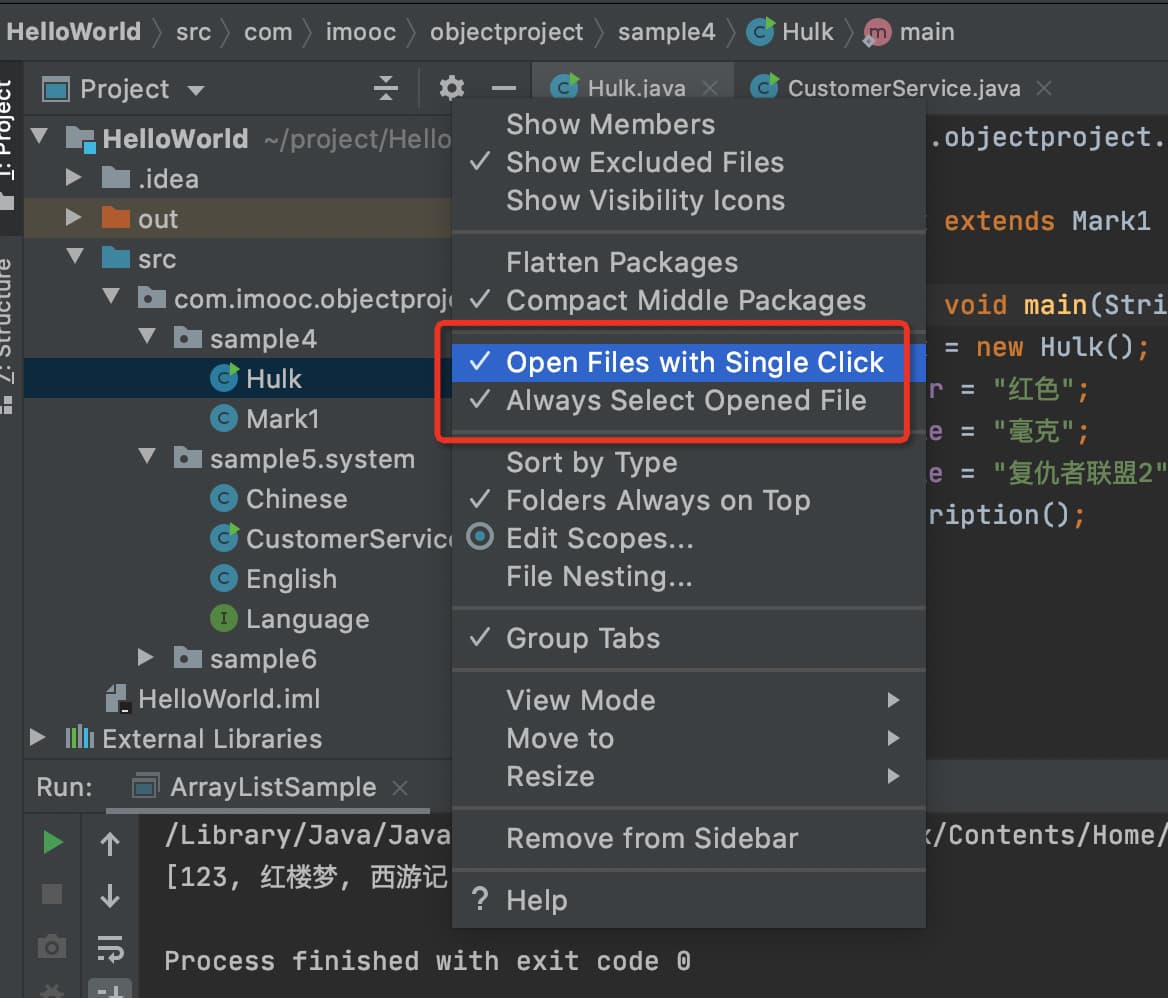 HelloWorld src com imooc objectproject sample4 Hulk main
1: Project
Project
Hulk.java
CustomerService.java
HelloWorld ~/project/Hello
.idea
out
src
com.imooc.objectproj
sample4
Hulk
Mark1
sample5.system
Chinese
CustomerServic
English
Language
sample6
HelloWorld.iml
External Libraries
Z: Structure
Show Members
Show Excluded Files
Show Visibility Icons
Flatten Packages
Compact Middle Packages
Open Files with Single Click
Always Select Opened File
Sort by Type
Folders Always on Top
Edit Scopes...
File Nesting...
Group Tabs
View Mode
Move to
Resize
Remove from Sidebar
? Help
.objectproject.
extends Mark1
void main(Stri
= new Hulk();
r = "红色";
e = "毫克";
e = "复仇者联盟2"
ription();
Run: ArrayListSample
/Library/Java/Java
k/Contents/Home/
[123, 红楼梦, 西游记
Process finished with exit code 0